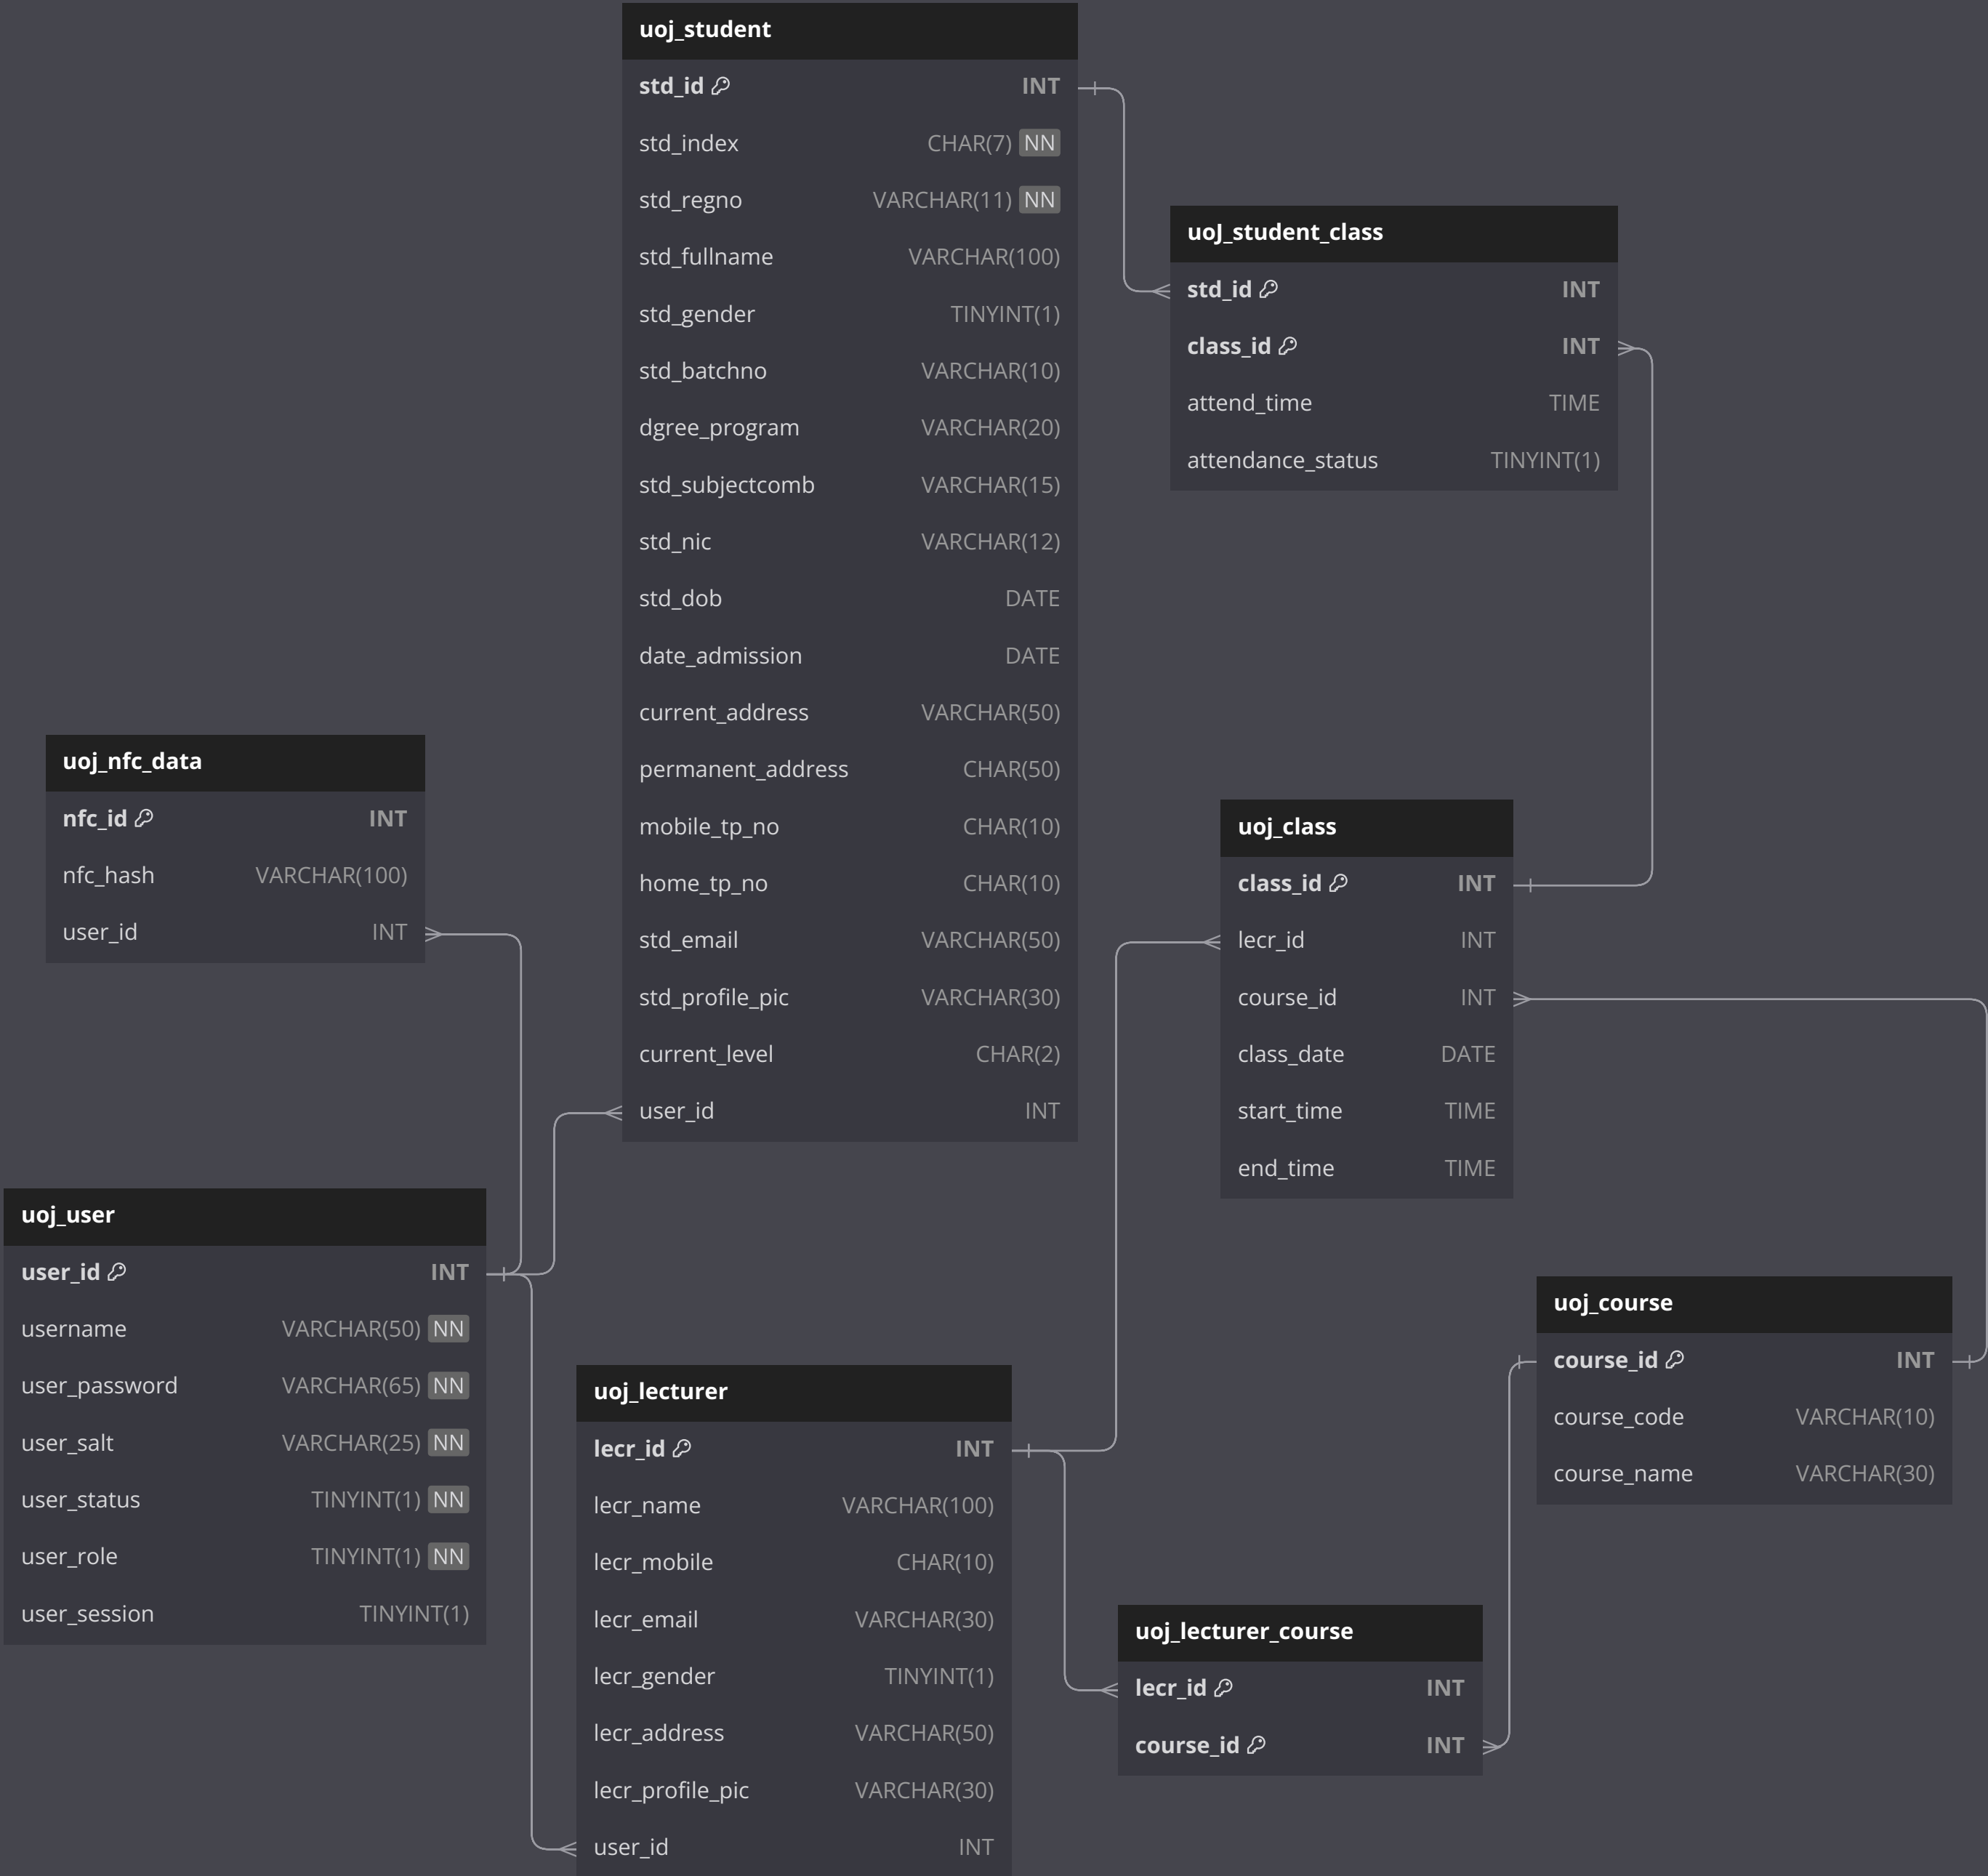 uoj_student
std_id INT
std_index CHAR(7) NN
std_regno VARCHAR(11) NN
std_fullname VARCHAR(100)
std_gender TINYINT(1)
std_batchno VARCHAR(10)
dgree_program VARCHAR(20)
std_subjectcomb VARCHAR(15)
std_nic VARCHAR(12)
std_dob DATE
date_admission DATE
current_address VARCHAR(50)
permanent_address CHAR(50)
mobile_tp_no CHAR(10)
home_tp_no CHAR(10)
std_email VARCHAR(50)
std_profile_pic VARCHAR(30)
current_level CHAR(2)
user_id INT
uoJ_student_class
std_id INT
class_id INT
attend_time TIME
attendance_status TINYINT(1)
uoj_nfc_data
nfc_id INT
nfc_hash VARCHAR(100)
user_id INT
uoj_class
class_id INT
lecr_id INT
course_id INT
class_date DATE
start_time TIME
end_time TIME
uoj_user
user_id INT
username VARCHAR(50) NN
user_password VARCHAR(65) NN
user_salt VARCHAR(25) NN
user_status TINYINT(1) NN
user_role TINYINT(1) NN
user_session TINYINT(1)
uoj_lecturer
lecr_id INT
lecr_name VARCHAR(100)
lecr_mobile CHAR(10)
lecr_email VARCHAR(30)
lecr_gender TINYINT(1)
lecr_address VARCHAR(50)
lecr_profile_pic VARCHAR(30)
user_id INT
uoj_course
course_id INT
course_code VARCHAR(10)
course_name VARCHAR(30)
uoj_lecturer_course
lecr_id INT
course_id INT